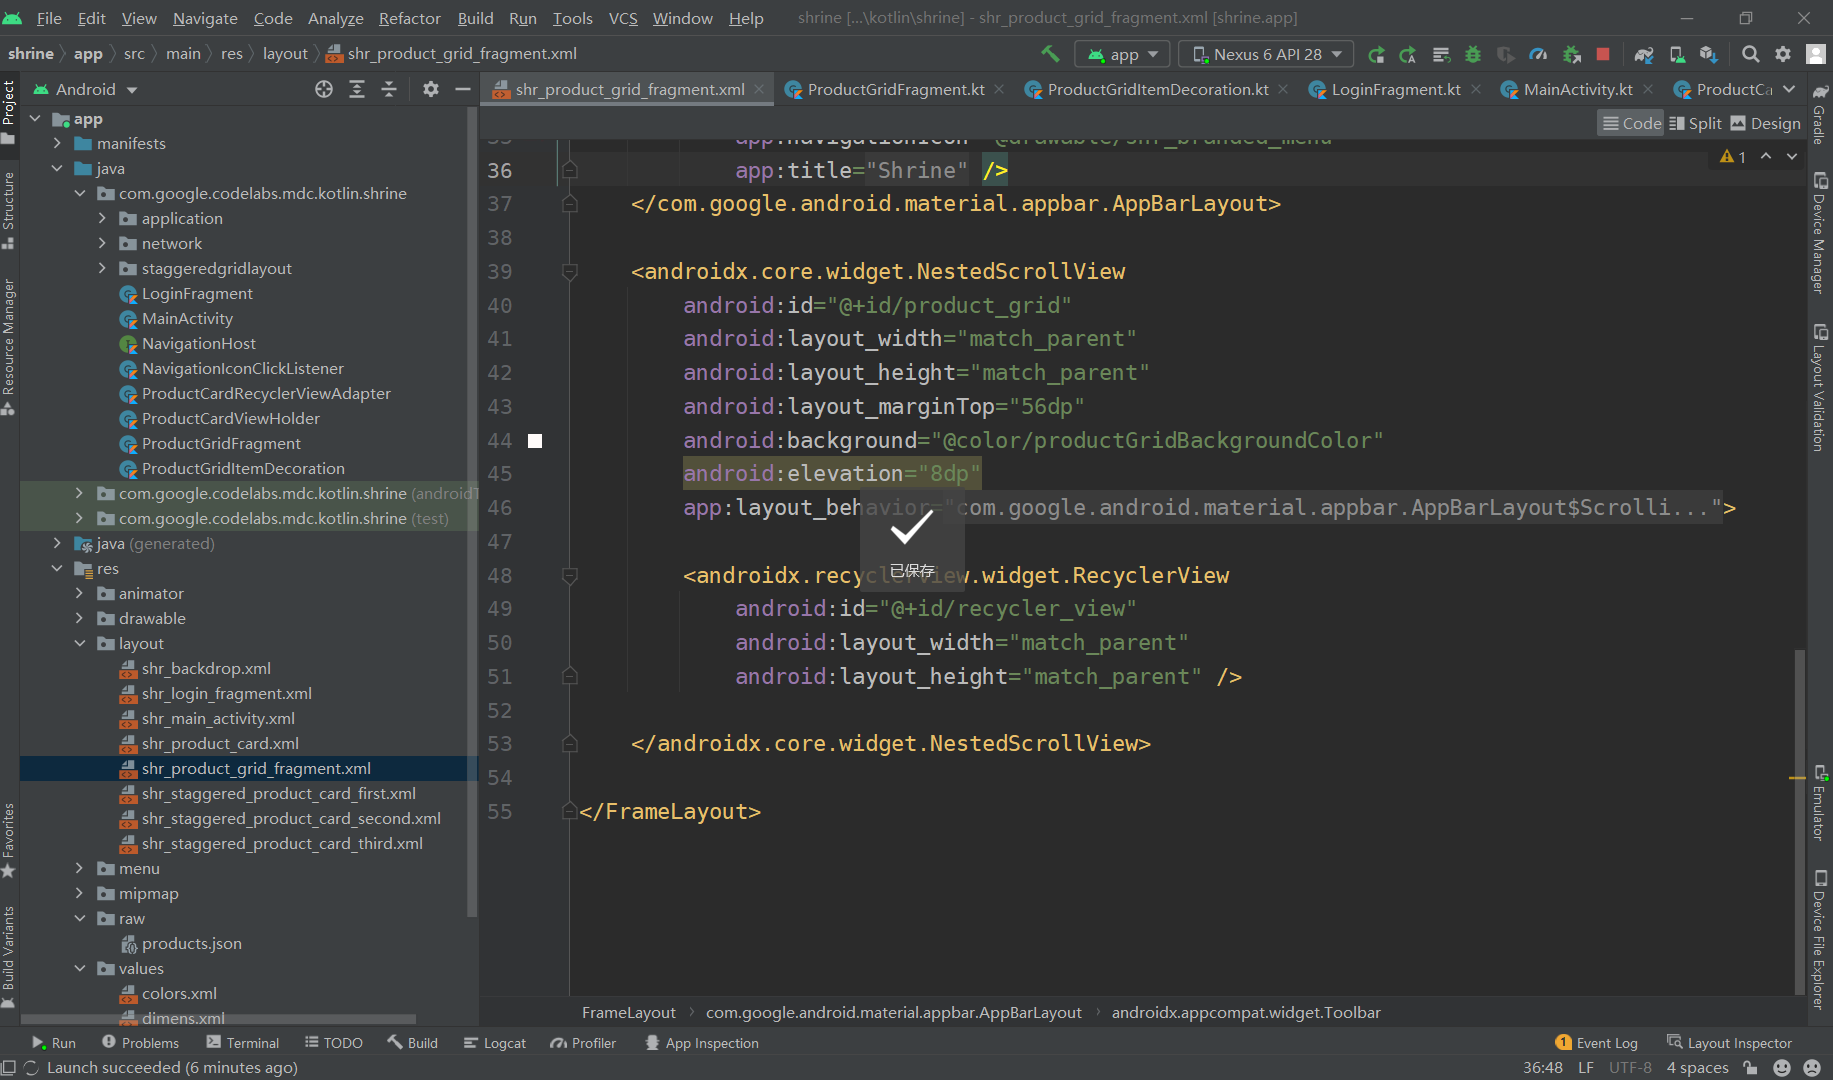 File Edit View Navigate Code Analyze Refactor Build Run Tools VCS Window Help shrine [...\kotlin\shrine] - shr_product_grid_fragment.xml [shrine.app]
shrine app src main res layout shr_product_grid_fragment.xml app Nexus 6 API 28
Android
shr_product_grid_fragment.xml ProductGridFragment.kt ProductGridItemDecoration.kt LoginFragment.kt MainActivity.kt ProductCa
Code Split Design
1
Project
Structure
Resource Manager
Favorites
Build Variants
app
manifests
java
com.google.codelabs.mdc.kotlin.shrine
application
network
staggeredgridlayout
LoginFragment
MainActivity
NavigationHost
NavigationIconClickListener
ProductCardRecyclerViewAdapter
ProductCardViewHolder
ProductGridFragment
ProductGridItemDecoration
com.google.codelabs.mdc.kotlin.shrine (androidT
com.google.codelabs.mdc.kotlin.shrine (test)
java (generated)
res
animator
drawable
layout
shr_backdrop.xml
shr_login_fragment.xml
shr_main_activity.xml
shr_product_card.xml
shr_product_grid_fragment.xml
shr_staggered_product_card_first.xml
shr_staggered_product_card_second.xml
shr_staggered_product_card_third.xml
menu
mipmap
raw
products.json
values
colors.xml
dimens.xml
36 app:title="Shrine" />
37 </com.google.android.material.appbar.AppBarLayout>
38
39 <androidx.core.widget.NestedScrollView
40 android:id="@+id/product_grid"
41 android:layout_width="match_parent"
42 android:layout_height="match_parent"
43 android:layout_marginTop="56dp"
44 android:background="@color/productGridBackgroundColor"
45 android:elevation="8dp"
46 app:layout_behavior="com.google.android.material.appbar.AppBarLayout$Scrolli...">
47
48 <androidx.recyclerview.widget.RecyclerView
49 android:id="@+id/recycler_view"
50 android:layout_width="match_parent"
51 android:layout_height="match_parent" />
52
53 </androidx.core.widget.NestedScrollView>
54
55 </FrameLayout>
已保存
Gradle
Device Manager
Layout Validation
Emulator
Device File Explorer
FrameLayout com.google.android.material.appbar.AppBarLayout androidx.appcompat.widget.Toolbar
Run Problems Terminal TODO Build Logcat Profiler App Inspection 1 Event Log Layout Inspector
Launch succeeded (6 minutes ago) 36:48 LF UTF-8 4 spaces